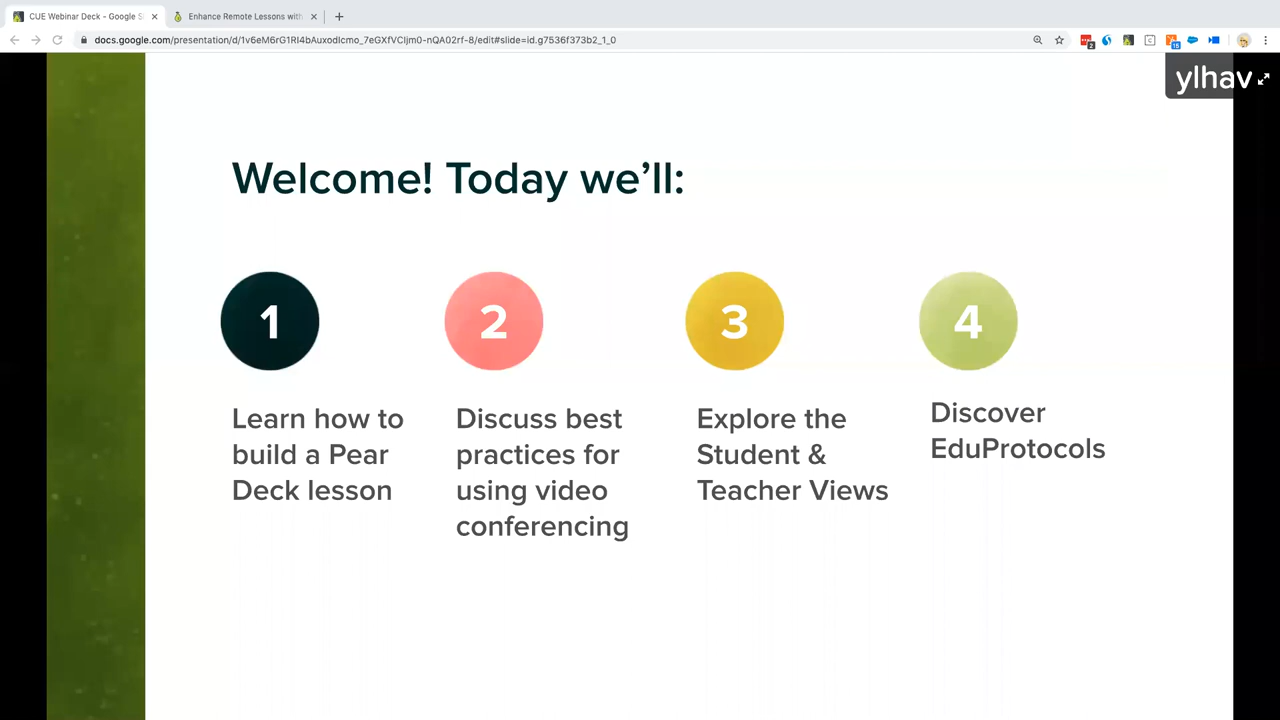 CUE Webinar Deck - Google Sl
Enhance Remote Lessons with
docs.google.com/presentation/d/1v6eM6rG1RI4bAuxodIcmo_7eGXfVCIjm0-nQA02rf-8/edit#slide=id.g7536f373b2_1_0
ylhav
Welcome! Today we’ll:
1
2
3
4
Learn how to
build a Pear
Deck lesson
Discuss best
practices for
using video
conferencing
Explore the
Student &
Teacher Views
Discover
EduProtocols